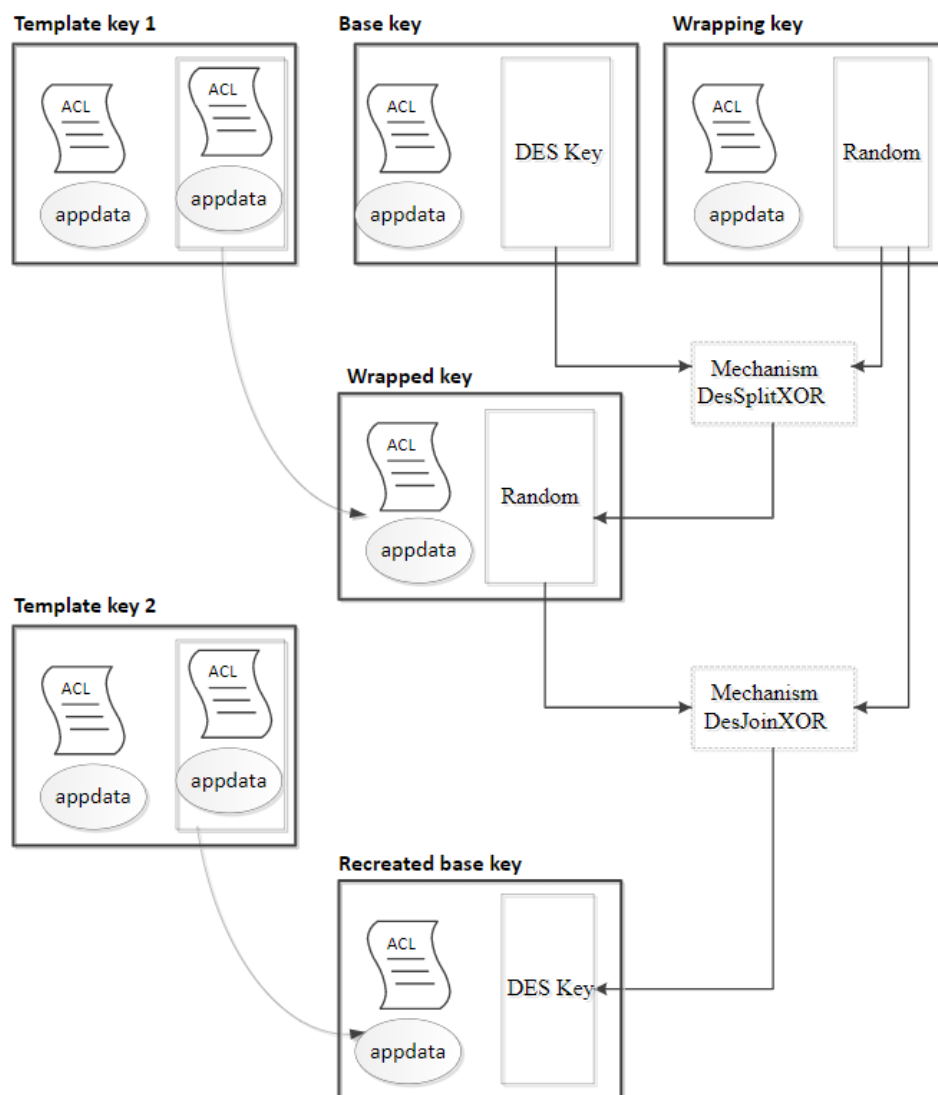 Template key 1
ACL
appdata
ACL
appdata
Base key
ACL
appdata
DES Key
Wrapping key
ACL
appdata
Random
Mechanism
DesSplitXOR
Wrapped key
ACL
appdata
Random
Template key 2
ACL
appdata
ACL
appdata
Mechanism
DesJoinXOR
Recreated base key
ACL
appdata
DES Key